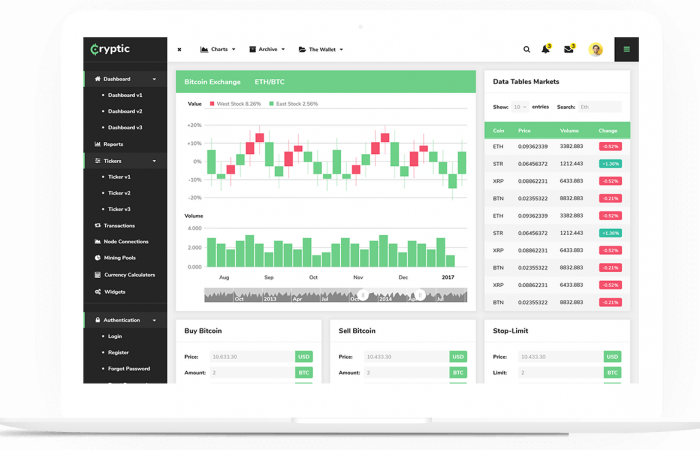 Cryptic
Charts
Archive
The Wallet
3
3
Dashboard
Dashboard v1
Dashboard v2
Dashboard v3
Reports
Tickers
Ticker v1
Ticker v2
Ticker v3
Transactions
Node Connections
Mining Pools
Currency Calculators
Widgets
Authentication
Login
Register
Forgot Password
Bitcoin Exchange ETH/BTC
Value West Stock 8.26% East Stock 2.56%
+20%
+10%
0%
-10%
-20%
Volume
4.000
2.000
0.000
Aug Sep Oct Nov Dec 2017
Oct 2013 Apr Jul Oct 2014 Jul
Data Tables Markets
Show: 10 entries Search: Eth
Coin Price Volume Change
ETH 0.09362339 3382.883 -0.52%
STR 0.06456372 1212.443 +1.36%
XRP 0.08862231 6433.883 -0.52%
BTN 0.02355322 8832.883 -0.21%
ETH 0.09362339 3382.883 -0.52%
STR 0.06456372 1212.443 +1.36%
XRP 0.08862231 6433.883 -0.52%
BTN 0.02355322 8832.883 -0.21%
XRP 0.08862231 6433.883 -0.52%
BTN 0.02355322 8832.883 -0.21%
Buy Bitcoin
Price: 10.633.30 USD
Amount: 2 BTC
Sell Bitcoin
Price: 10.433.30 USD
Amount: 2 BTC
Stop-Limit
Price: 10.433.30 USD
Limit: 2 BTC